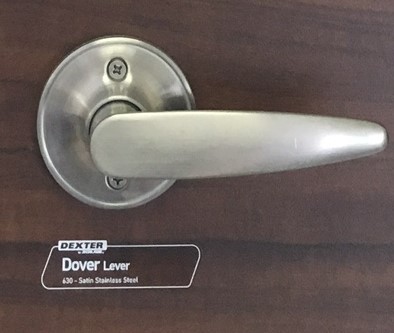 DEXTER
Dover Lever
630 - Satin Stainless Steel